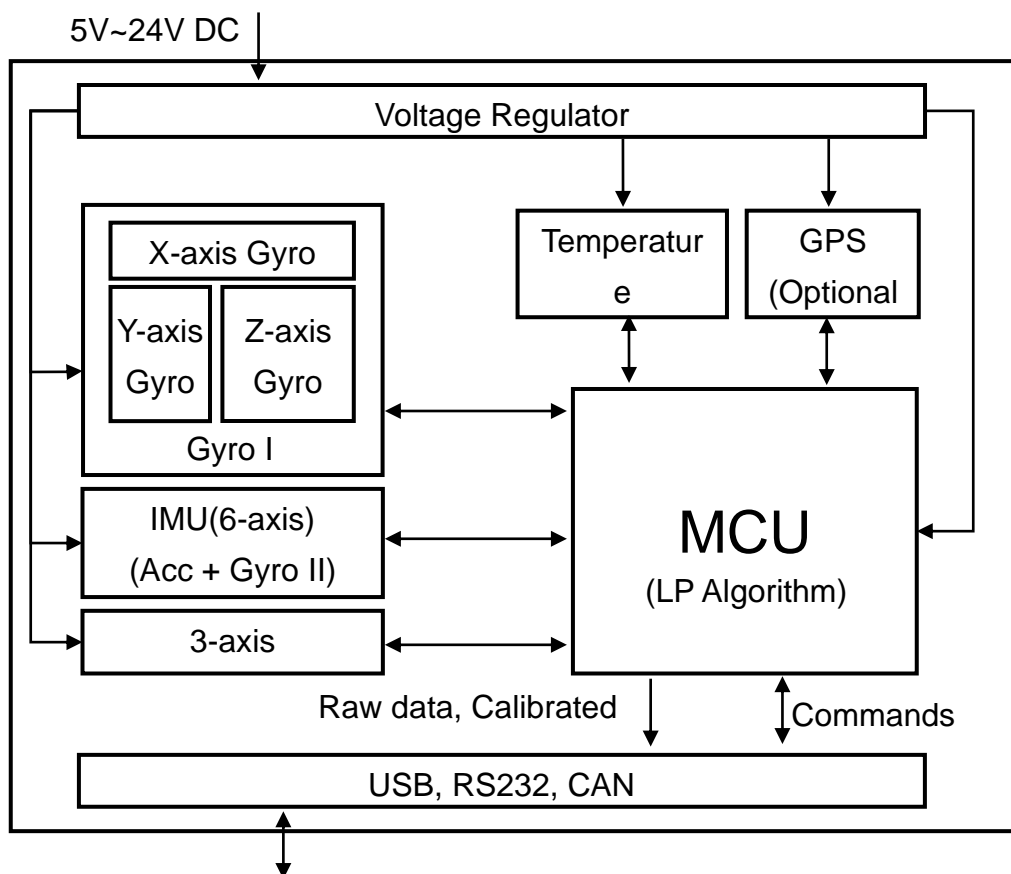 5V~24V DC
Voltage Regulator
X-axis Gyro
Y-axis
Gyro
Z-axis
Gyro
Gyro I
Temperatur
e
GPS
(Optional
IMU(6-axis)
(Acc + Gyro II)
3-axis
MCU
(LP Algorithm)
Raw data, Calibrated
Commands
USB, RS232, CAN